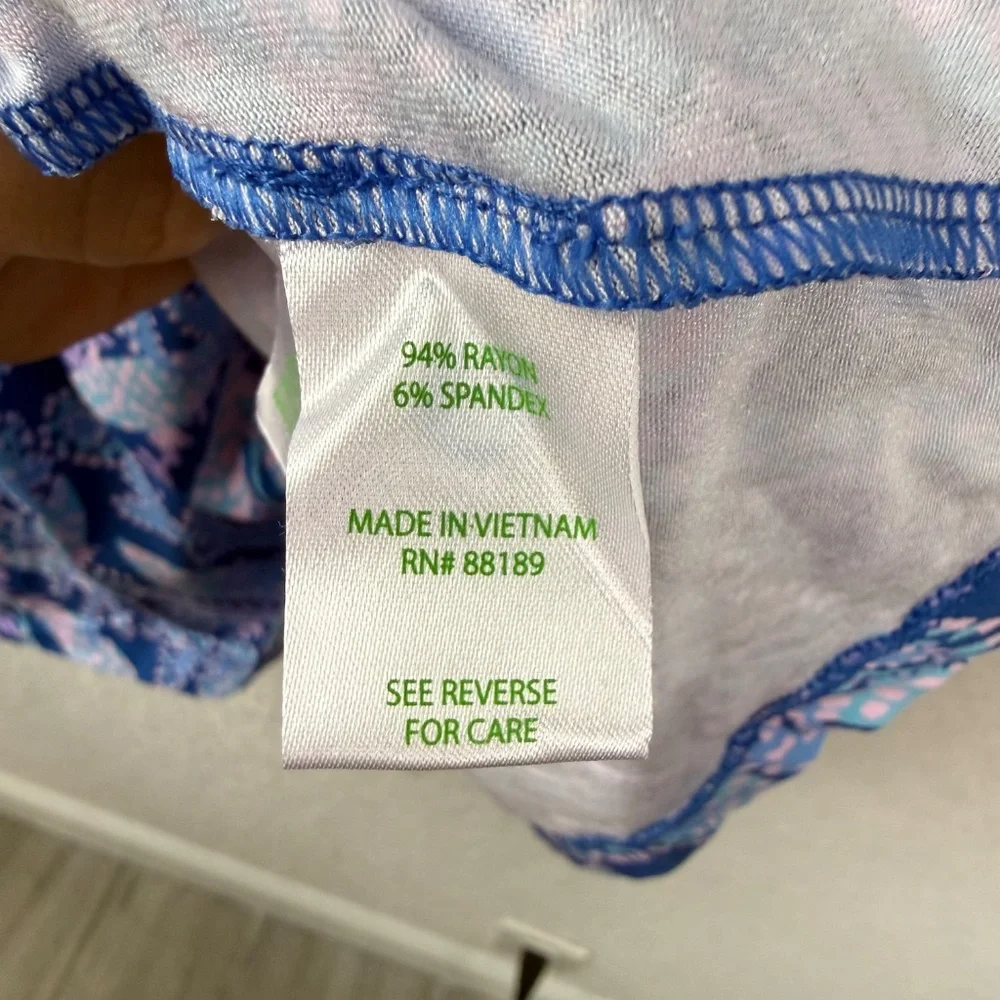 94% RAYON
6% SPANDEX
MADE IN VIETNAM
RN# 88189
SEE REVERSE
FOR CARE